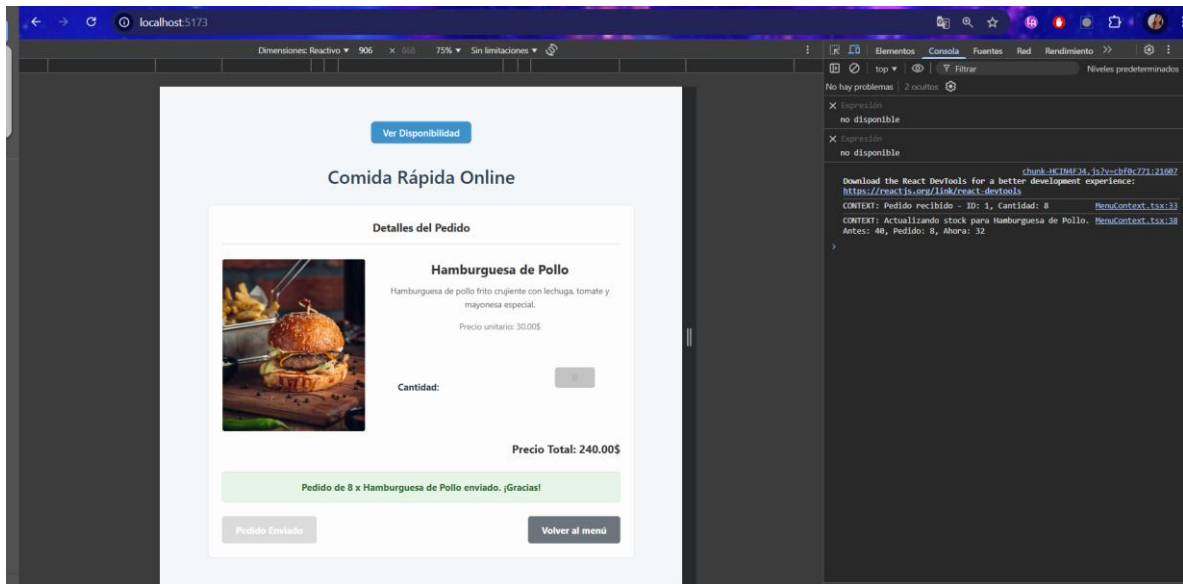 localhost:5173
Dimensiones: Reactivo ▼ 906 × 868 75% ▼ Sin limitaciones ▼
Elementos Consola Fuentes Red Rendimiento
top ▼ Filtrar Niveles predeterminados
No hay problemas 2 ocultos
Expresión
no disponible
Expresión
no disponible
chunk-HCIN4FJ4.js?v=cbf0c771:21607
Download the React DevTools for a better development experience:
https://reactjs.org/link/react-devtools
CONTEXT: Pedido recibido - ID: 1, Cantidad: 8 MenuContext.tsx:33
CONTEXT: Actualizando stock para Hamburguesa de Pollo. MenuContext.tsx:38
Antes: 40, Pedido: 8, Ahora: 32
Ver Disponibilidad
Comida Rápida Online
Detalles del Pedido
Hamburguesa de Pollo
Hamburguesa de pollo frito crujiente con lechuga, tomate y
mayonesa especial.
Precio unitario: 30.00$
Cantidad:
Precio Total: 240.00$
Pedido de 8 x Hamburguesa de Pollo enviado. ¡Gracias!
Pedido Enviado
Volver al menú